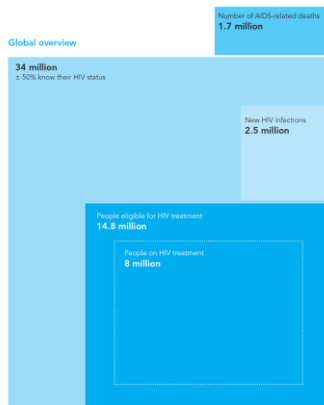 Number of AIDS-related deaths
1.7 million
Global overview
34 million
± 50% know their HIV status
New HIV infections
2.5 million
People eligible for HIV treatment
14.8 million
People on HIV treatment
8 million